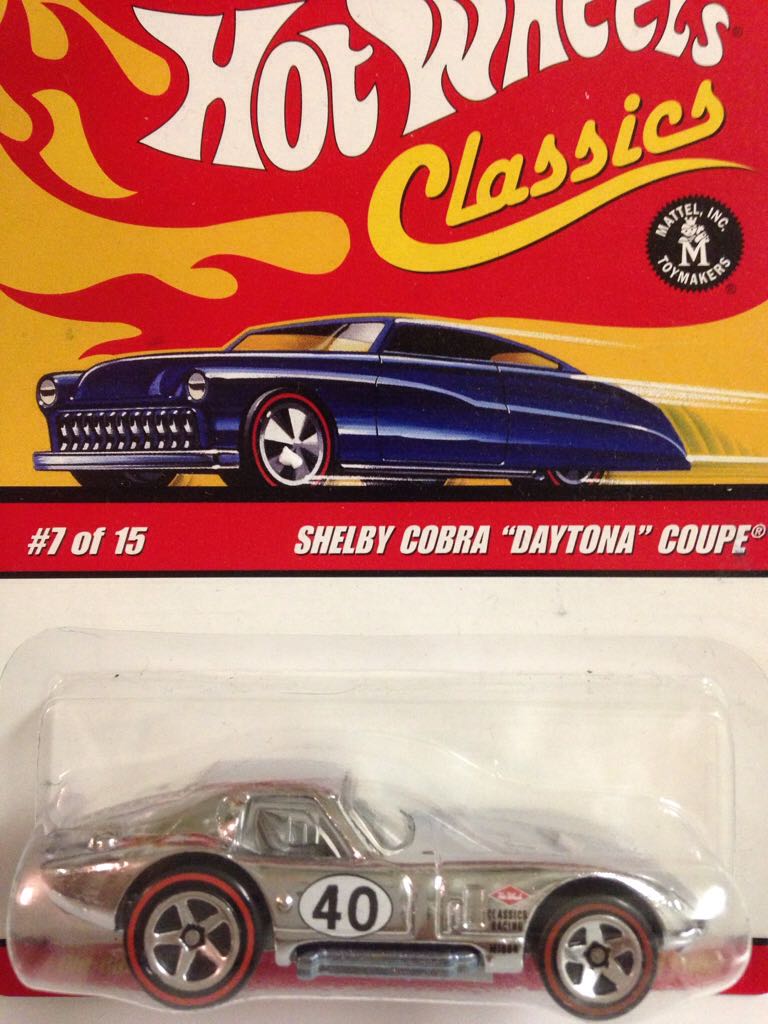 Hot Wheels®
Classics
MATTEL, INC.
M
TOYMAKERS
®
#7 of 15
SHELBY COBRA "DAYTONA" COUPE®
40
CLASSICS
RACING